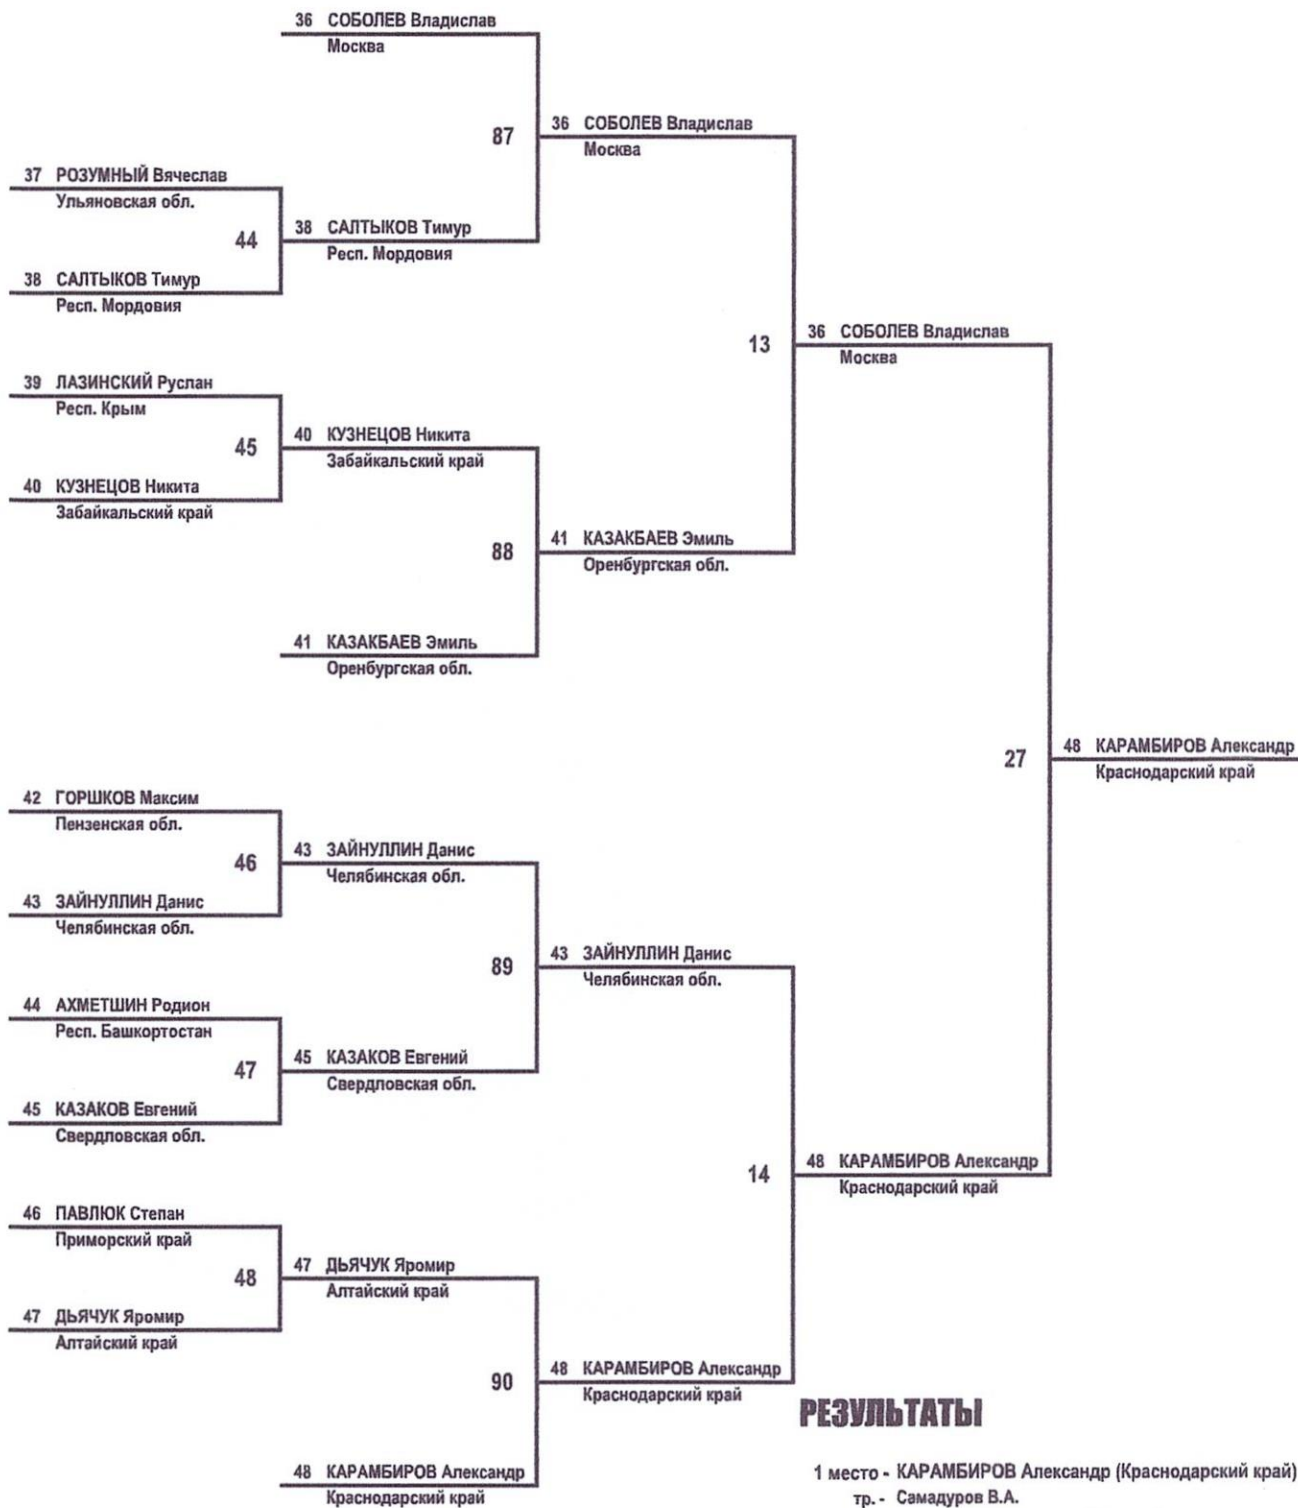 36 СОБОЛЕВ Владислав
Москва
87
36 СОБОЛЕВ Владислав
Москва
37 РОЗУМНЫЙ Вячеслав
Ульяновская обл.
44
38 САЛТЫКОВ Тимур
Респ. Мордовия
38 САЛТЫКОВ Тимур
Респ. Мордовия
13
36 СОБОЛЕВ Владислав
Москва
39 ЛАЗИНСКИЙ Руслан
Респ. Крым
45
40 КУЗНЕЦОВ Никита
Забайкальский край
40 КУЗНЕЦОВ Никита
Забайкальский край
88
41 КАЗАКБАЕВ Эмиль
Оренбургская обл.
41 КАЗАКБАЕВ Эмиль
Оренбургская обл.
27
48 КАРАМБИРОВ Александр
Краснодарский край
42 ГОРШКОВ Максим
Пензенская обл.
46
43 ЗАЙНУЛЛИН Данис
Челябинская обл.
43 ЗАЙНУЛЛИН Данис
Челябинская обл.
89
43 ЗАЙНУЛЛИН Данис
Челябинская обл.
44 АХМЕТШИН Родион
Респ. Башкортостан
47
45 КАЗАКОВ Евгений
Свердловская обл.
45 КАЗАКОВ Евгений
Свердловская обл.
14
48 КАРАМБИРОВ Александр
Краснодарский край
46 ПАВЛЮК Степан
Приморский край
48
47 ДЬЯЧУК Яромир
Алтайский край
47 ДЬЯЧУК Яромир
Алтайский край
90
48 КАРАМБИРОВ Александр
Краснодарский край
48 КАРАМБИРОВ Александр
Краснодарский край
РЕЗУЛЬТАТЫ
1 место - КАРАМБИРОВ Александр (Краснодарский край)
тр. - Самадуров В.А.